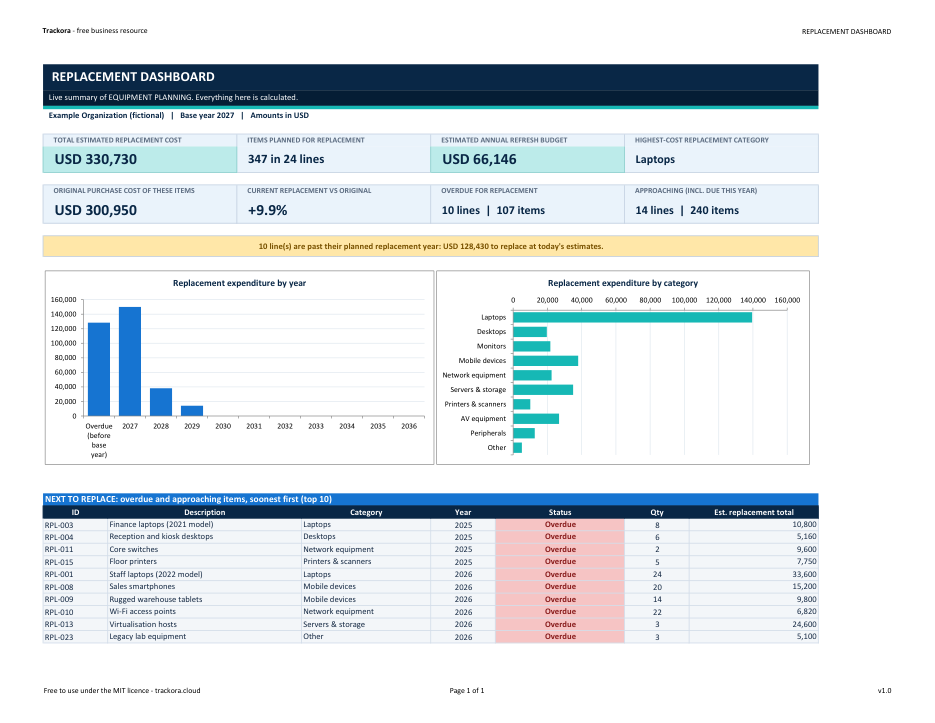 Trackora - free business resource
REPLACEMENT DASHBOARD
REPLACEMENT DASHBOARD
Live summary of EQUIPMENT PLANNING. Everything here is calculated.
Example Organization (fictional) | Base year 2027 | Amounts in USD
TOTAL ESTIMATED REPLACEMENT COST
USD 330,730
ITEMS PLANNED FOR REPLACEMENT
347 in 24 lines
ESTIMATED ANNUAL REFRESH BUDGET
USD 66,146
HIGHEST-COST REPLACEMENT CATEGORY
Laptops
ORIGINAL PURCHASE COST OF THESE ITEMS
USD 300,950
CURRENT REPLACEMENT VS ORIGINAL
+9.9%
OVERDUE FOR REPLACEMENT
10 lines | 107 items
APPROACHING (INCL. DUE THIS YEAR)
14 lines | 240 items
10 line(s) are past their planned replacement year: USD 128,430 to replace at today's estimates.
Replacement expenditure by year
160,000
140,000
120,000
100,000
80,000
60,000
40,000
20,000
0
Overdue (before base year) 2027 2028 2029 2030 2031 2032 2033 2034 2035 2036
Replacement expenditure by category
0 20,000 40,000 60,000 80,000 100,000 120,000 140,000 160,000
Laptops
Desktops
Monitors
Mobile devices
Network equipment
Servers & storage
Printers & scanners
AV equipment
Peripherals
Other
NEXT TO REPLACE: overdue and approaching items, soonest first (top 10)
ID Description Category Year Status Qty Est. replacement total
RPL-003 Finance laptops (2021 model) Laptops 2025 Overdue 8 10,800
RPL-004 Reception and kiosk desktops Desktops 2025 Overdue 6 5,160
RPL-011 Core switches Network equipment 2025 Overdue 2 9,600
RPL-015 Floor printers Printers & scanners 2025 Overdue 5 7,750
RPL-001 Staff laptops (2022 model) Laptops 2026 Overdue 24 33,600
RPL-008 Sales smartphones Mobile devices 2026 Overdue 20 15,200
RPL-009 Rugged warehouse tablets Mobile devices 2026 Overdue 14 9,800
RPL-010 Wi-Fi access points Network equipment 2026 Overdue 22 6,820
RPL-013 Virtualisation hosts Servers & storage 2026 Overdue 3 24,600
RPL-023 Legacy lab equipment Other 2026 Overdue 3 5,100
Free to use under the MIT licence - trackora.cloud
Page 1 of 1
v1.0